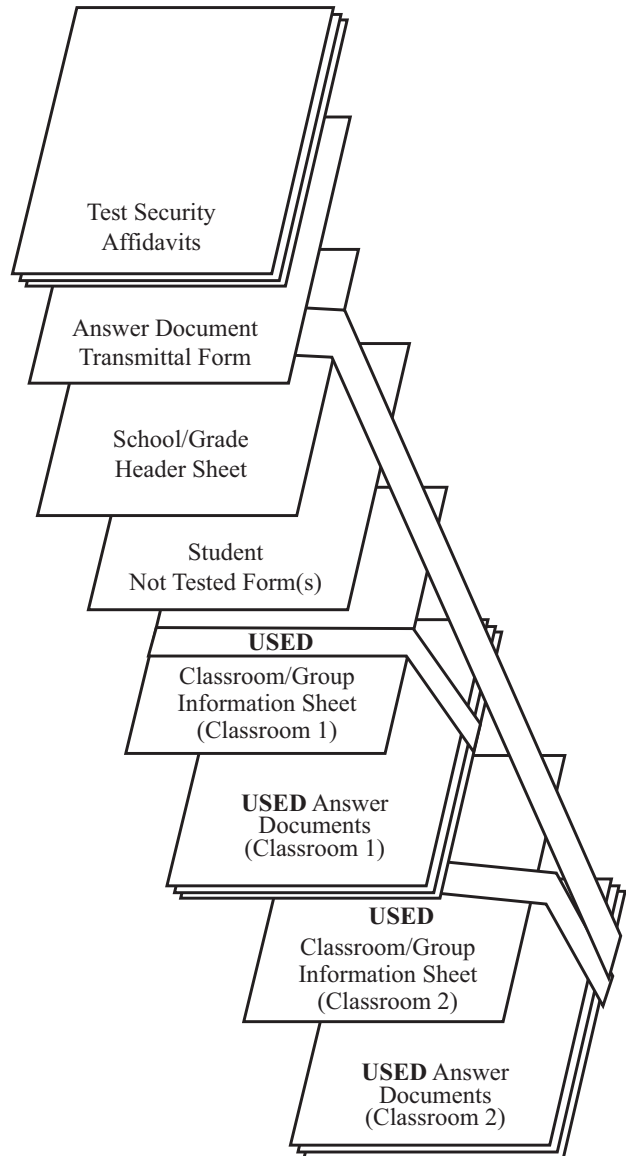 Test Security
Affidavits
Answer Document
Transmittal Form
School/Grade
Header Sheet
Student
Not Tested Form(s)
USED
Classroom/Group
Information Sheet
(Classroom 1)
USED Answer
Documents
(Classroom 1)
USED
Classroom/Group
Information Sheet
(Classroom 2)
USED Answer
Documents
(Classroom 2)